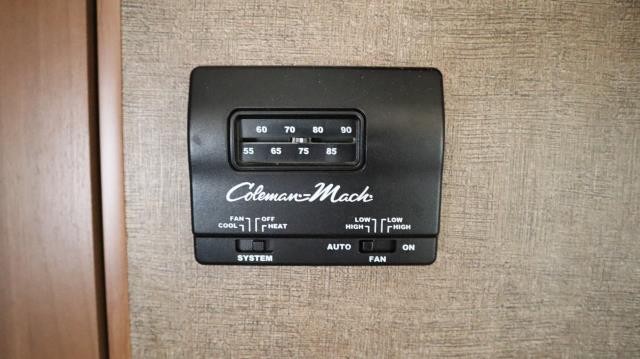 60 70 80 90
55 65 75 85
Coleman-Mach
FAN OFF
COOL HEAT
LOW LOW
HIGH HIGH
AUTO ON
SYSTEM FAN